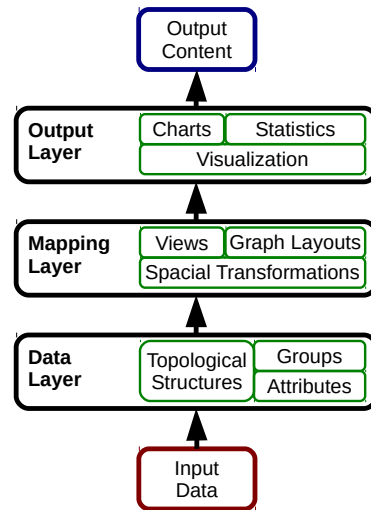 Output
Content
Output
Layer
Charts
Statistics
Visualization
Mapping
Layer
Views
Graph Layouts
Spacial Transformations
Data
Layer
Topological
Structures
Groups
Attributes
Input
Data